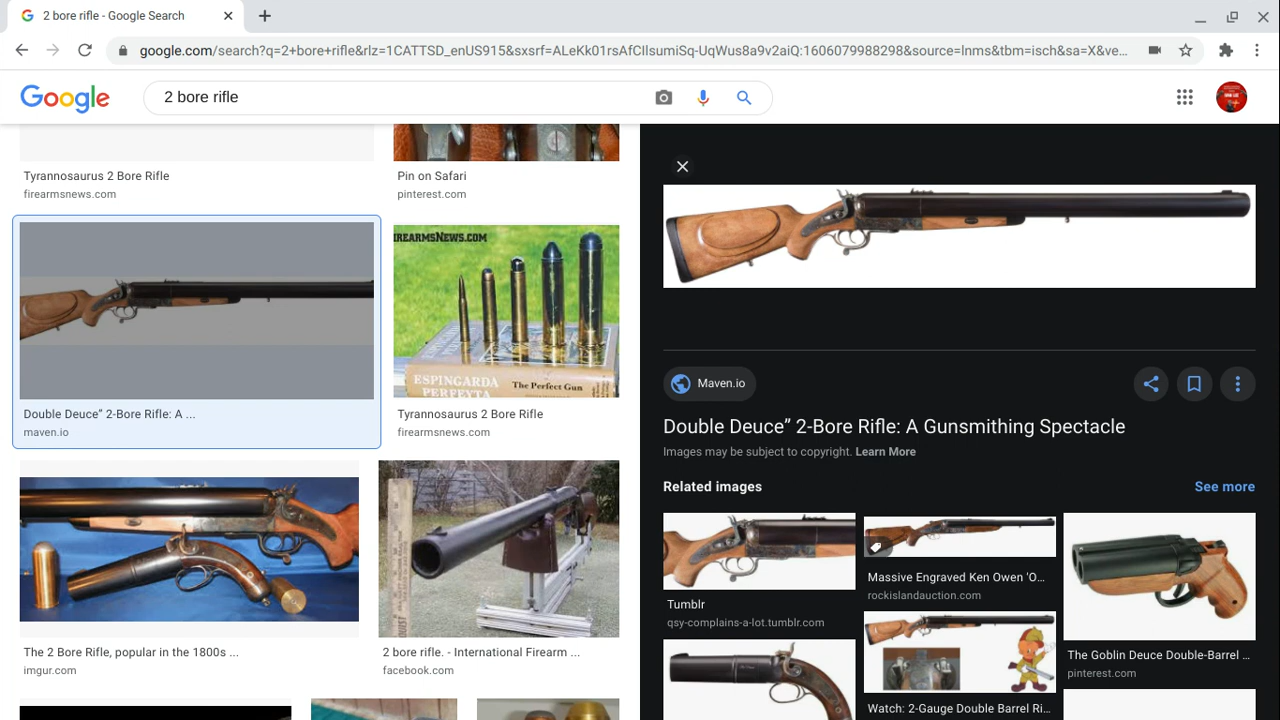 2 bore rifle - Google Search
google.com/search?q=2+bore+rifle&rlz=1CATTSD_enUS915&sxsrf=ALeKk01rsAfCIIsumiSq-UqWus8a9v2aiQ:1606079988298&source=lnms&tbm=isch&sa=X&ve...
Google
2 bore rifle
Tyrannosaurus 2 Bore Rifle
firearmsnews.com
Pin on Safari
pinterest.com
Double Deuce” 2-Bore Rifle: A ...
maven.io
IREARMSNEWS.COM
ESPINGARDA
PERFEYTA
The Perfect Gun
Tyrannosaurus 2 Bore Rifle
firearmsnews.com
The 2 Bore Rifle, popular in the 1800s ...
imgur.com
2 bore rifle. - International Firearm ...
facebook.com
Maven.io
Double Deuce” 2-Bore Rifle: A Gunsmithing Spectacle
Images may be subject to copyright. Learn More
Related images
See more
Tumblr
qsy-complains-a-lot.tumblr.com
Massive Engraved Ken Owen 'O...
rockislandauction.com
The Goblin Deuce Double-Barrel ...
pinterest.com
Watch: 2-Gauge Double Barrel Ri...